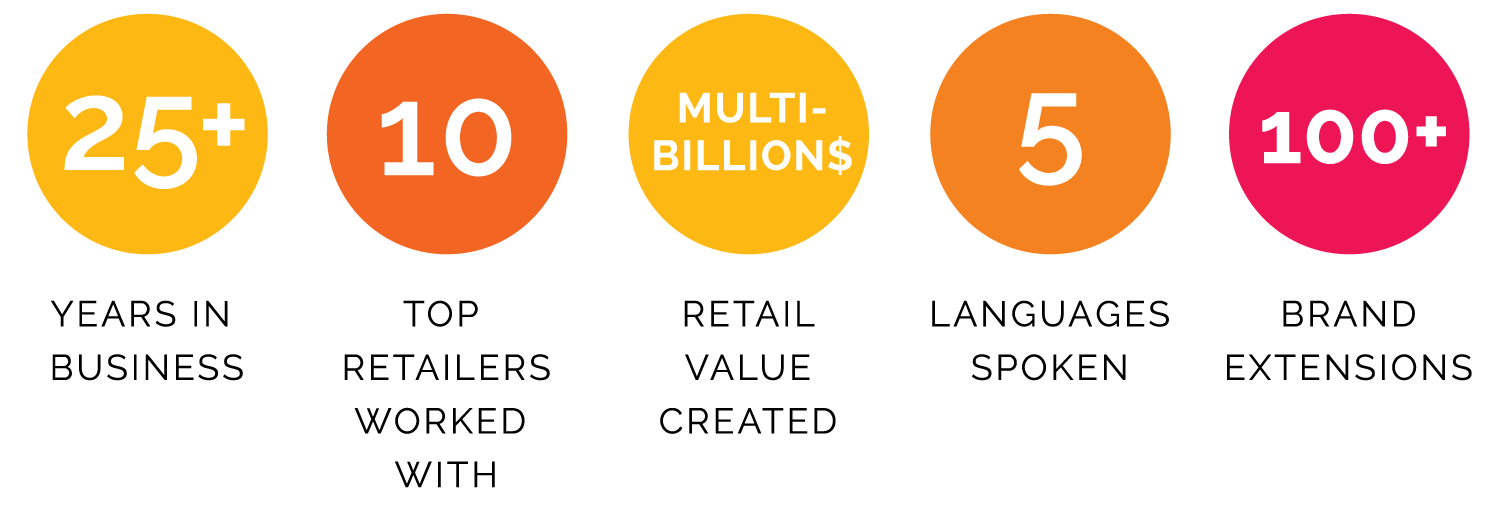 25+
YEARS IN
BUSINESS
10
TOP
RETAILERS
WORKED
WITH
MULTI-
BILLION$
RETAIL
VALUE
CREATED
5
LANGUAGES
SPOKEN
100+
BRAND
EXTENSIONS